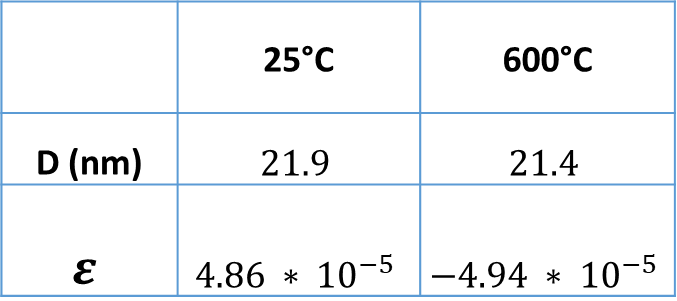 25°C 600°C
D (nm) 21.9 21.4
ε 4.86 * 10⁻⁵ −4.94 * 10⁻⁵